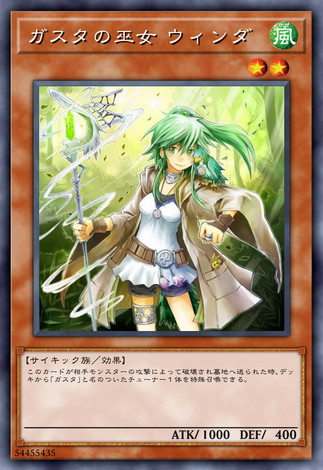 ガスタの巫女 ウィンダ
風
【サイキック族／効果】
このカードが相手モンスターの攻撃によって破壊され墓地へ送られた時、デッ
キから「ガスタ」と名のついたチューナー１体を特殊召喚できる。
ATK/ 1000 DEF/ 400
54455435